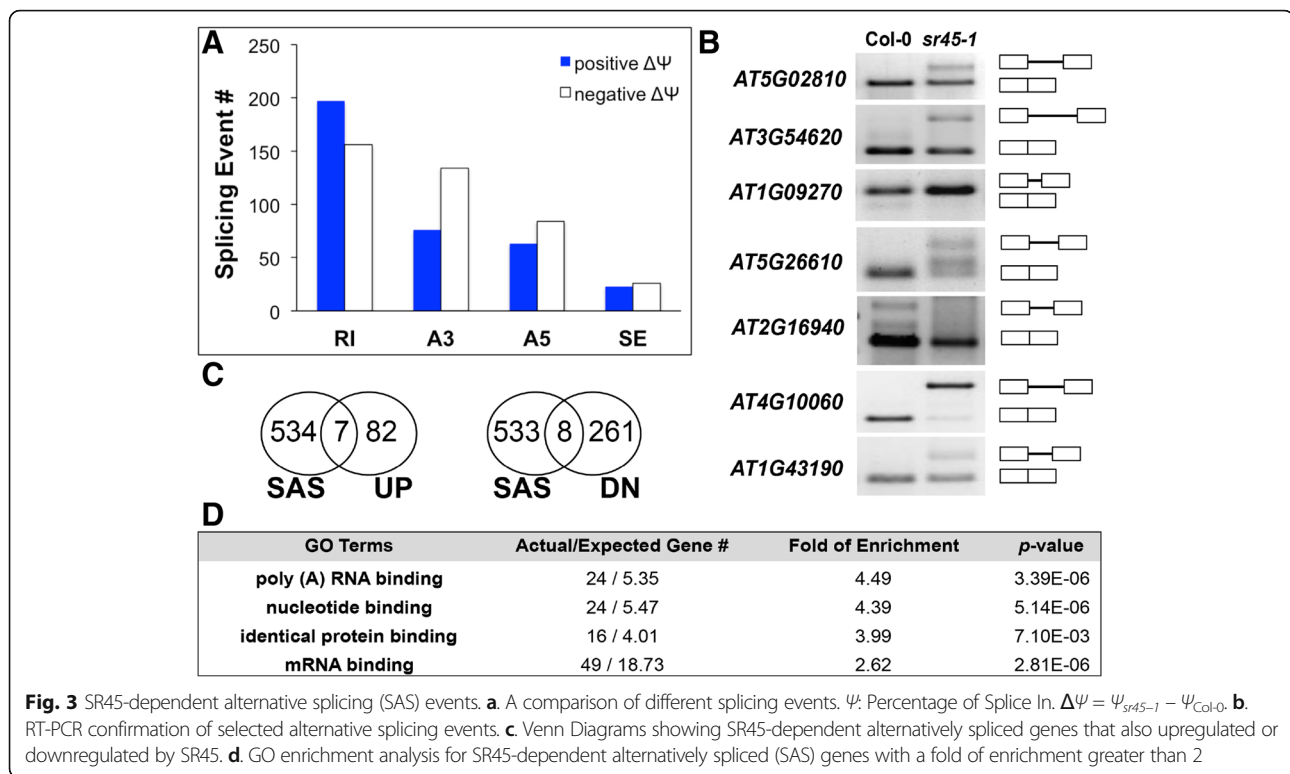 A
250
200
150
100
50
0
Splicing Event #
positive ΔΨ
negative ΔΨ
RI A3 A5 SE
B
Col-0 sr45-1
AT5G02810
AT3G54620
AT1G09270
AT5G26610
AT2G16940
AT4G10060
AT1G43190
C
534 7 82
SAS UP
533 8 261
SAS DN
D
GO Terms Actual/Expected Gene # Fold of Enrichment p-value
poly (A) RNA binding 24 / 5.35 4.49 3.39E-06
nucleotide binding 24 / 5.47 4.39 5.14E-06
identical protein binding 16 / 4.01 3.99 7.10E-03
mRNA binding 49 / 18.73 2.62 2.81E-06
Fig. 3 SR45-dependent alternative splicing (SAS) events. a. A comparison of different splicing events. Ψ: Percentage of Splice In. ΔΨ = Ψsr45–1 – ΨCol-0. b.
RT-PCR confirmation of selected alternative splicing events. c. Venn Diagrams showing SR45-dependent alternatively spliced genes that also upregulated or
downregulated by SR45. d. GO enrichment analysis for SR45-dependent alternatively spliced (SAS) genes with a fold of enrichment greater than 2